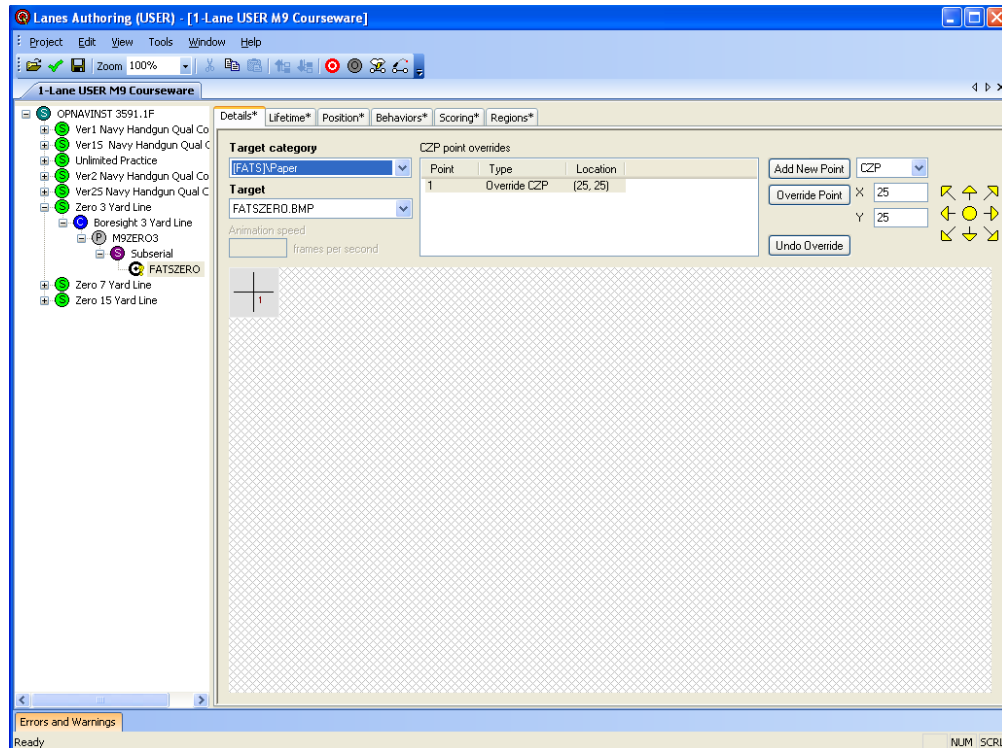 Lanes Authoring (USER) - [1-Lane USER M9 Courseware]
Project Edit View Tools Window Help
Zoom 100%
1-Lane USER M9 Courseware
OPNAVINST 3591.1F
Ver1 Navy Handgun Qual Co
Ver1S Navy Handgun Qual C
Unlimited Practice
Ver2 Navy Handgun Qual Co
Ver2S Navy Handgun Qual C
Zero 3 Yard Line
Boresight 3 Yard Line
M9ZERO3
Subserial
FATSZERO
Zero 7 Yard Line
Zero 15 Yard Line
Details* Lifetime* Position* Behaviors* Scoring* Regions*
Target category
[FATS]\Paper
Target
FATSZERO.BMP
Animation speed
frames per second
CZP point overrides
Point Type Location
1 Override CZP (25, 25)
Add New Point CZP
Override Point X 25
Y 25
Undo Override
1
Errors and Warnings
Ready NUM SCRL